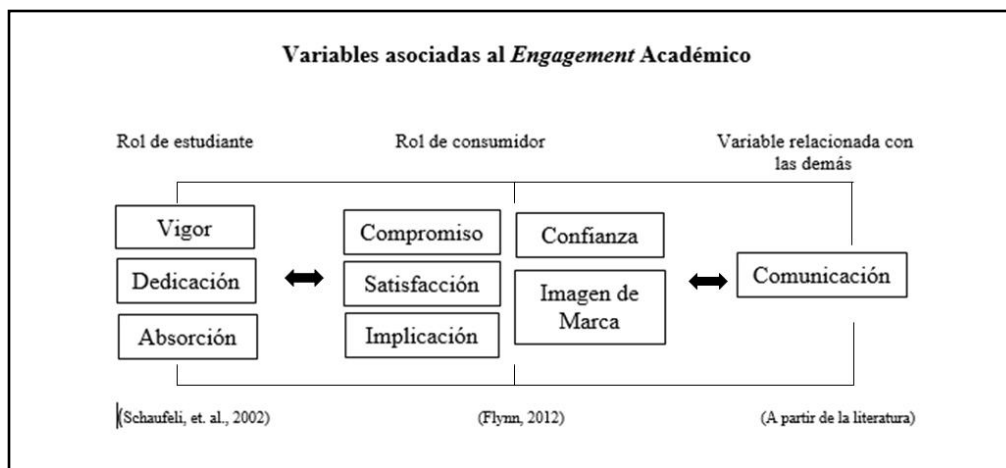 Variables asociadas al Engagement Académico
Rol de estudiante
Rol de consumidor
Variable relacionada con
las demás
Vigor
Dedicación
Absorción
Compromiso
Satisfacción
Implicación
Confianza
Imagen de
Marca
Comunicación
(Schaufeli, et. al., 2002)
(Flynn, 2012)
(A partir de la literatura)